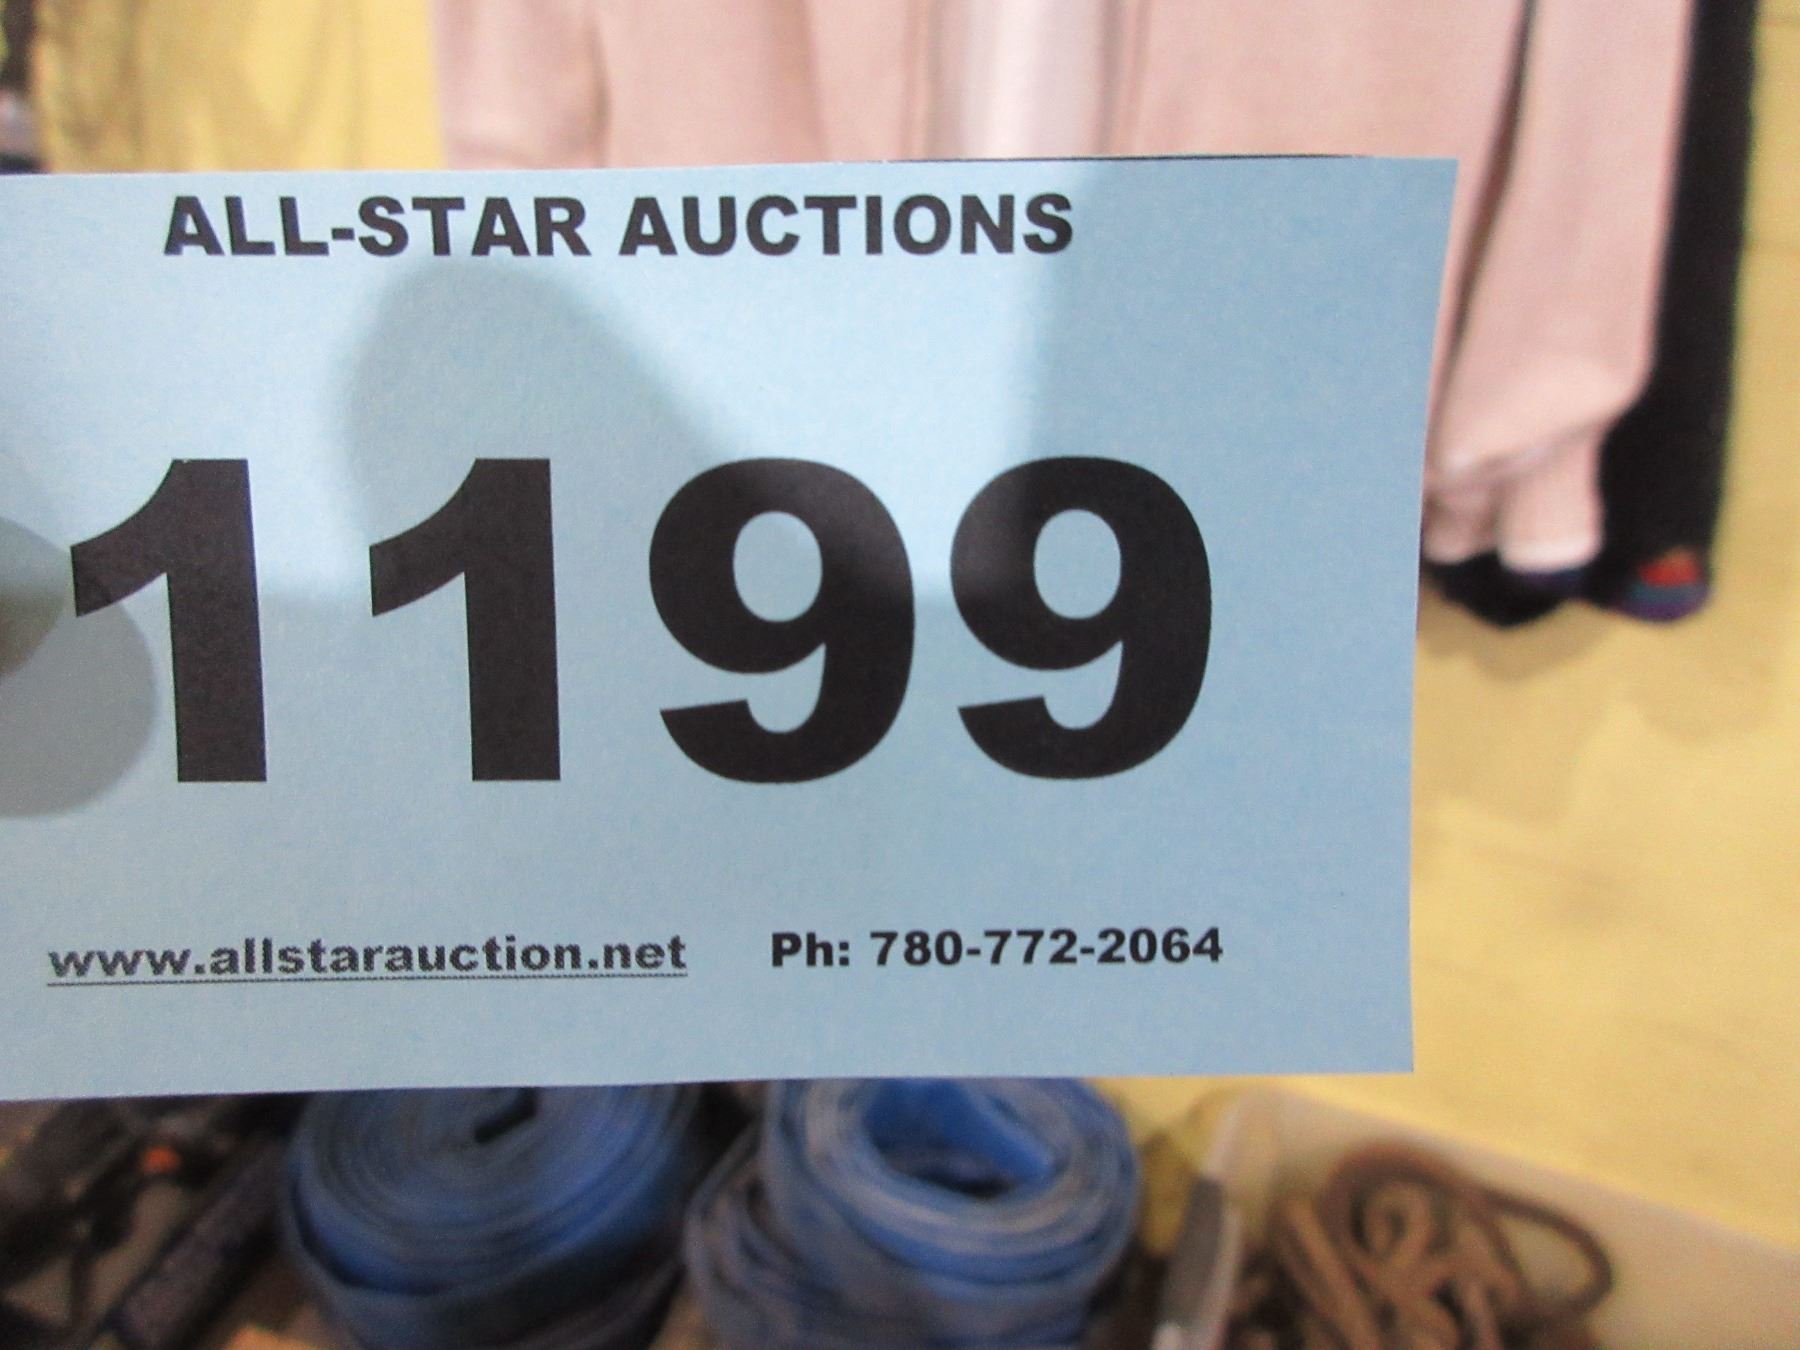 ALL-STAR AUCTIONS
1199
www.allstarauction.net Ph: 780-772-2064